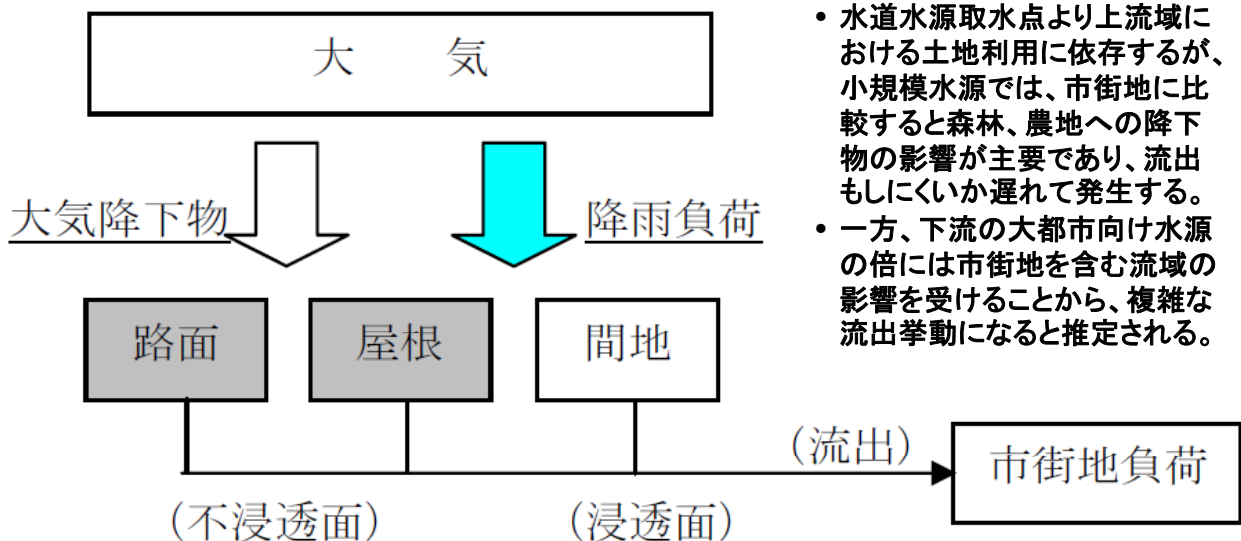 大　気
大気降下物
降雨負荷
路面
屋根
間地
(流出)
市街地負荷
(不浸透面)
(浸透面)
• 水道水源取水点より上流域に
おける土地利用に依存するが、
小規模水源では、市街地に比
較すると森林、農地への降下
物の影響が主要であり、流出
もしにくいか遅れて発生する。
• 一方、下流の大都市向け水源
の倍には市街地を含む流域の
影響を受けることから、複雑な
流出挙動になると推定される。